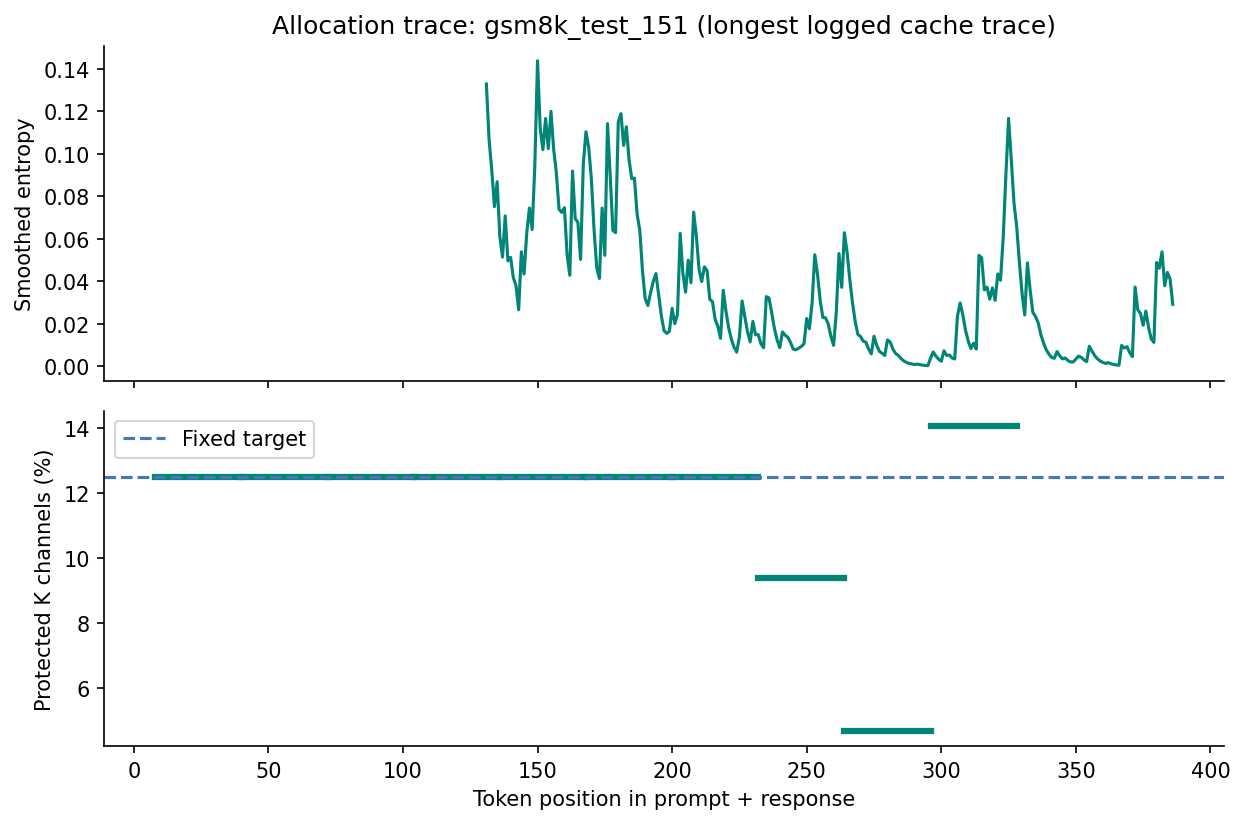 Allocation trace: gsm8k_test_151 (longest logged cache trace)
Smoothed entropy
0.14
0.12
0.10
0.08
0.06
0.04
0.02
0.00
Protected K channels (%)
14
12
10
8
6
Fixed target
0 50 100 150 200 250 300 350 400
Token position in prompt + response